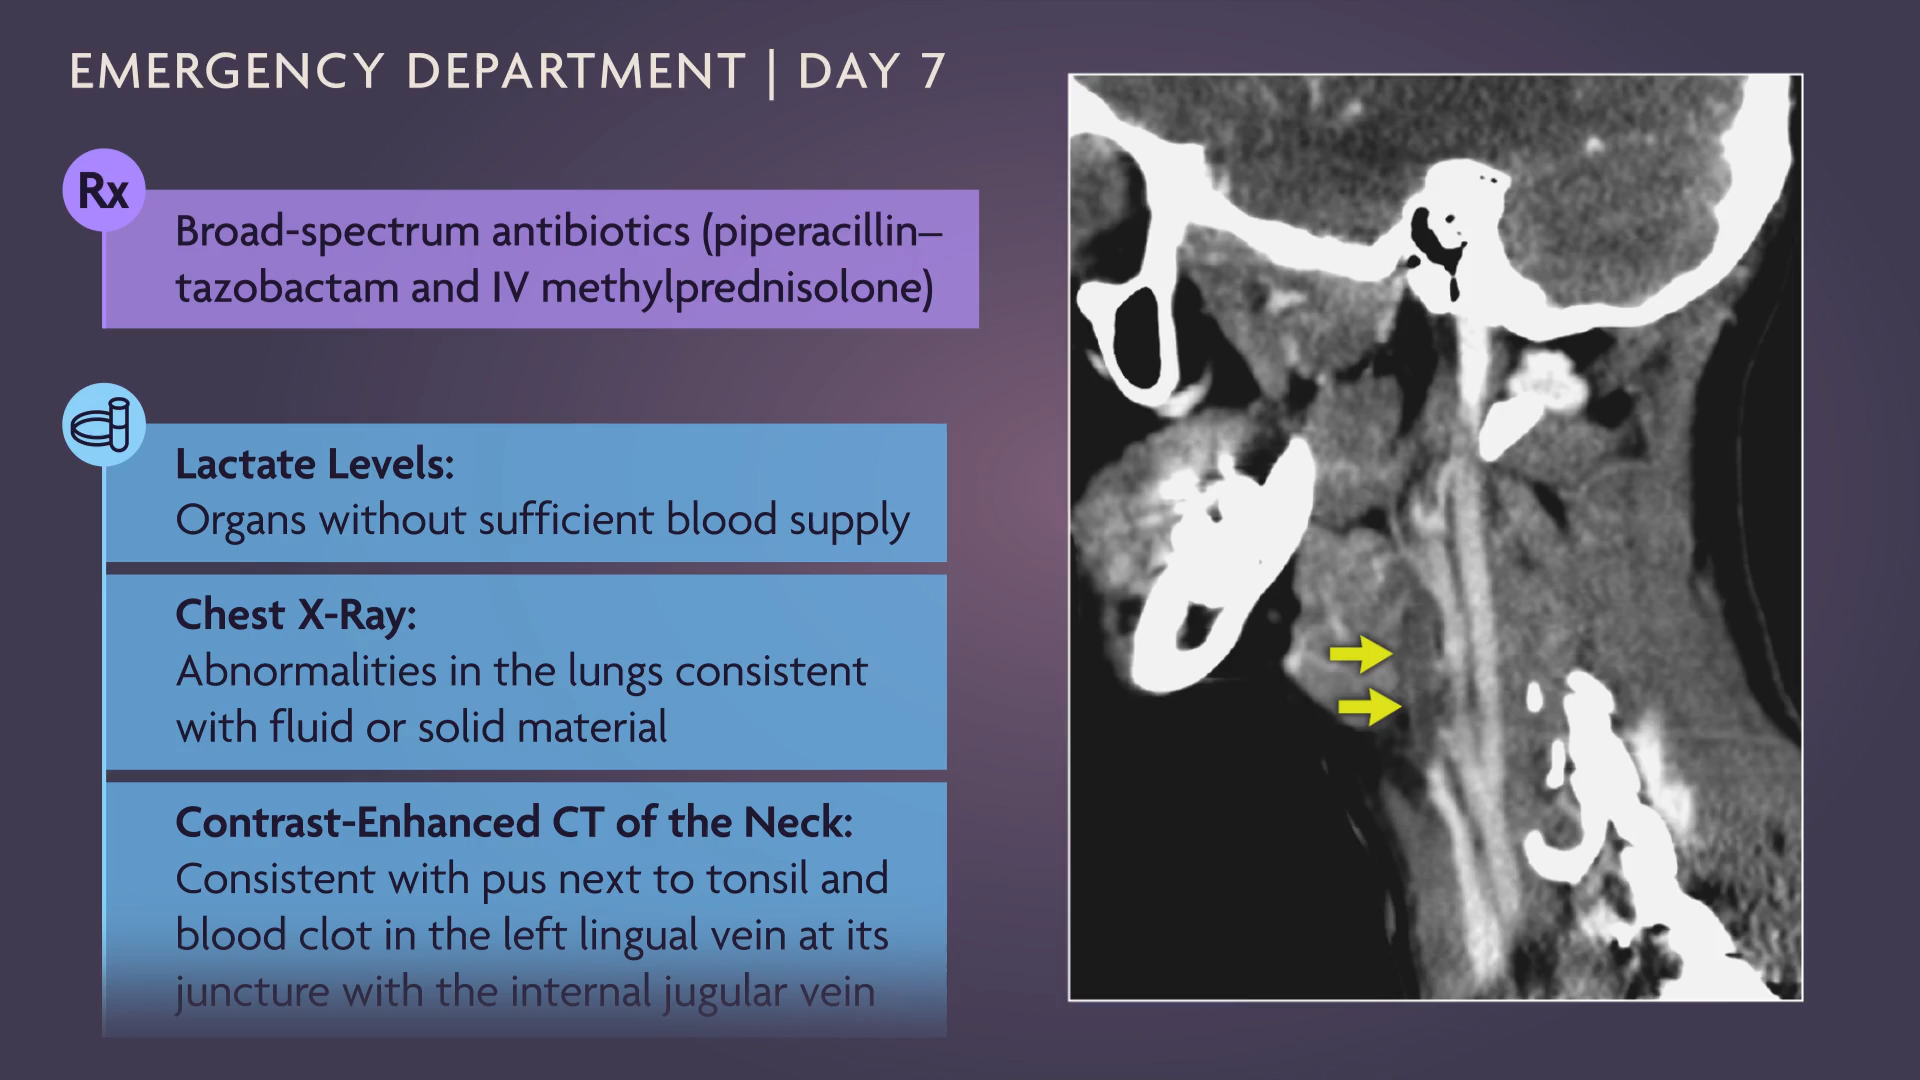 EMERGENCY DEPARTMENT | DAY 7
Rx
Broad-spectrum antibiotics (piperacillin–
tazobactam and IV methylprednisolone)
Lactate Levels:
Organs without sufficient blood supply
Chest X-Ray:
Abnormalities in the lungs consistent
with fluid or solid material
Contrast-Enhanced CT of the Neck:
Consistent with pus next to tonsil and
blood clot in the left lingual vein at its
juncture with the internal jugular vein